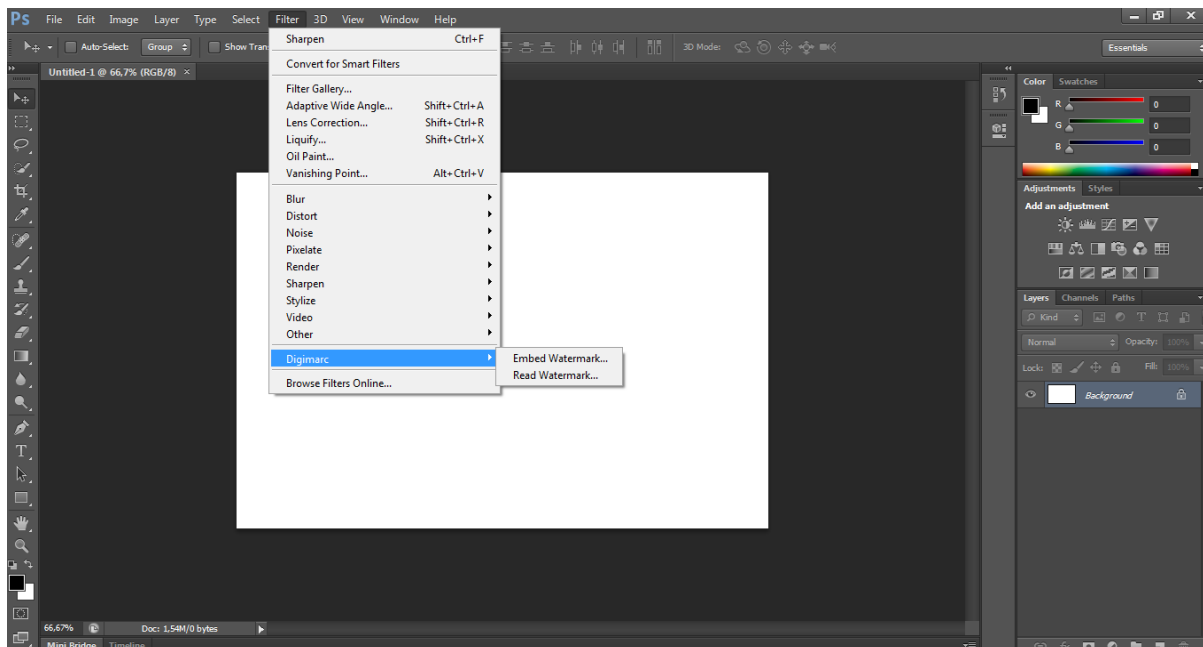 Ps File Edit Image Layer Type Select Filter 3D View Window Help
Auto-Select: Group Show Tran 3D Mode: Essentials
Untitled-1 @ 66,7% (RGB/8) ×
Sharpen Ctrl+F
Convert for Smart Filters
Filter Gallery...
Adaptive Wide Angle... Shift+Ctrl+A
Lens Correction... Shift+Ctrl+R
Liquify... Shift+Ctrl+X
Oil Paint...
Vanishing Point... Alt+Ctrl+V
Blur
Distort
Noise
Pixelate
Render
Sharpen
Stylize
Video
Other
Digimarc
Embed Watermark...
Read Watermark...
Browse Filters Online...
Color Swatches
R 0
G 0
B 0
Adjustments Styles
Add an adjustment
Layers Channels Paths
Kind
Normal Opacity: 100%
Lock: Fill: 100%
Background
66,67% Doc: 1,54M/0 bytes
Mini Bridge Timeline